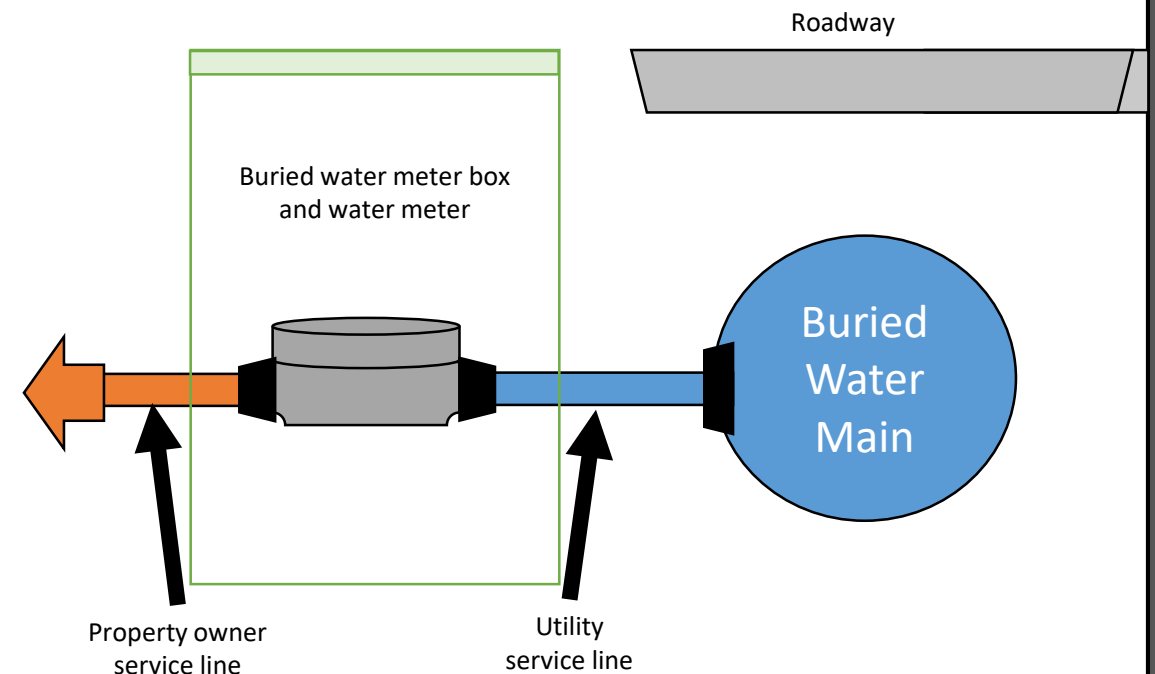 Roadway
Buried water meter box
and water meter
Buried
Water
Main
Property owner
service line
Utility
service line